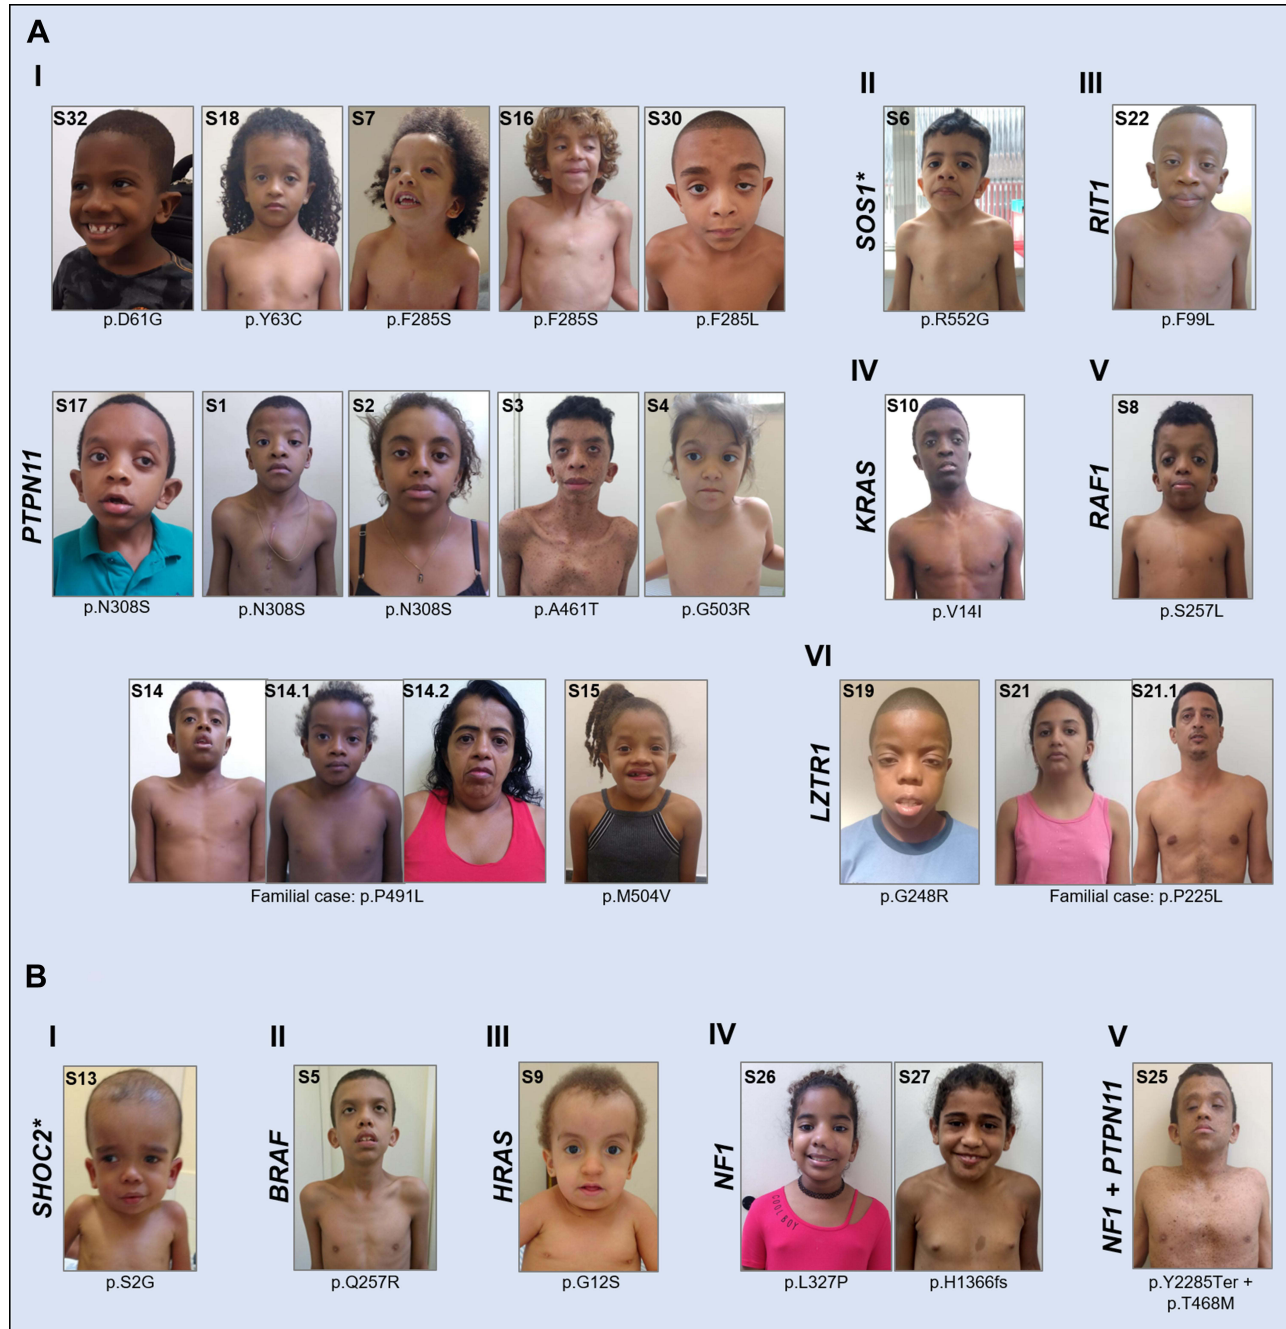 A
I
II
III
S32
S18
S7
S16
S30
S6
S22
SOS1*
RIT1
p.D61G
p.Y63C
p.F285S
p.F285S
p.F285L
p.R552G
p.F99L
IV
V
PTPN11
S17
S1
S2
S3
S4
KRAS
S10
RAF1
S8
p.N308S
p.N308S
p.N308S
p.A461T
p.G503R
p.V14I
p.S257L
VI
S14
S14.1
S14.2
S15
LZTR1
S19
S21
S21.1
Familial case: p.P491L
p.M504V
p.G248R
Familial case: p.P225L
B
I
II
III
IV
V
SHOC2*
S13
BRAF
S5
HRAS
S9
NF1
S26
S27
NF1 + PTPN11
S25
COOL BOY
p.S2G
p.Q257R
p.G12S
p.L327P
p.H1366fs
p.Y2285Ter +
p.T468M